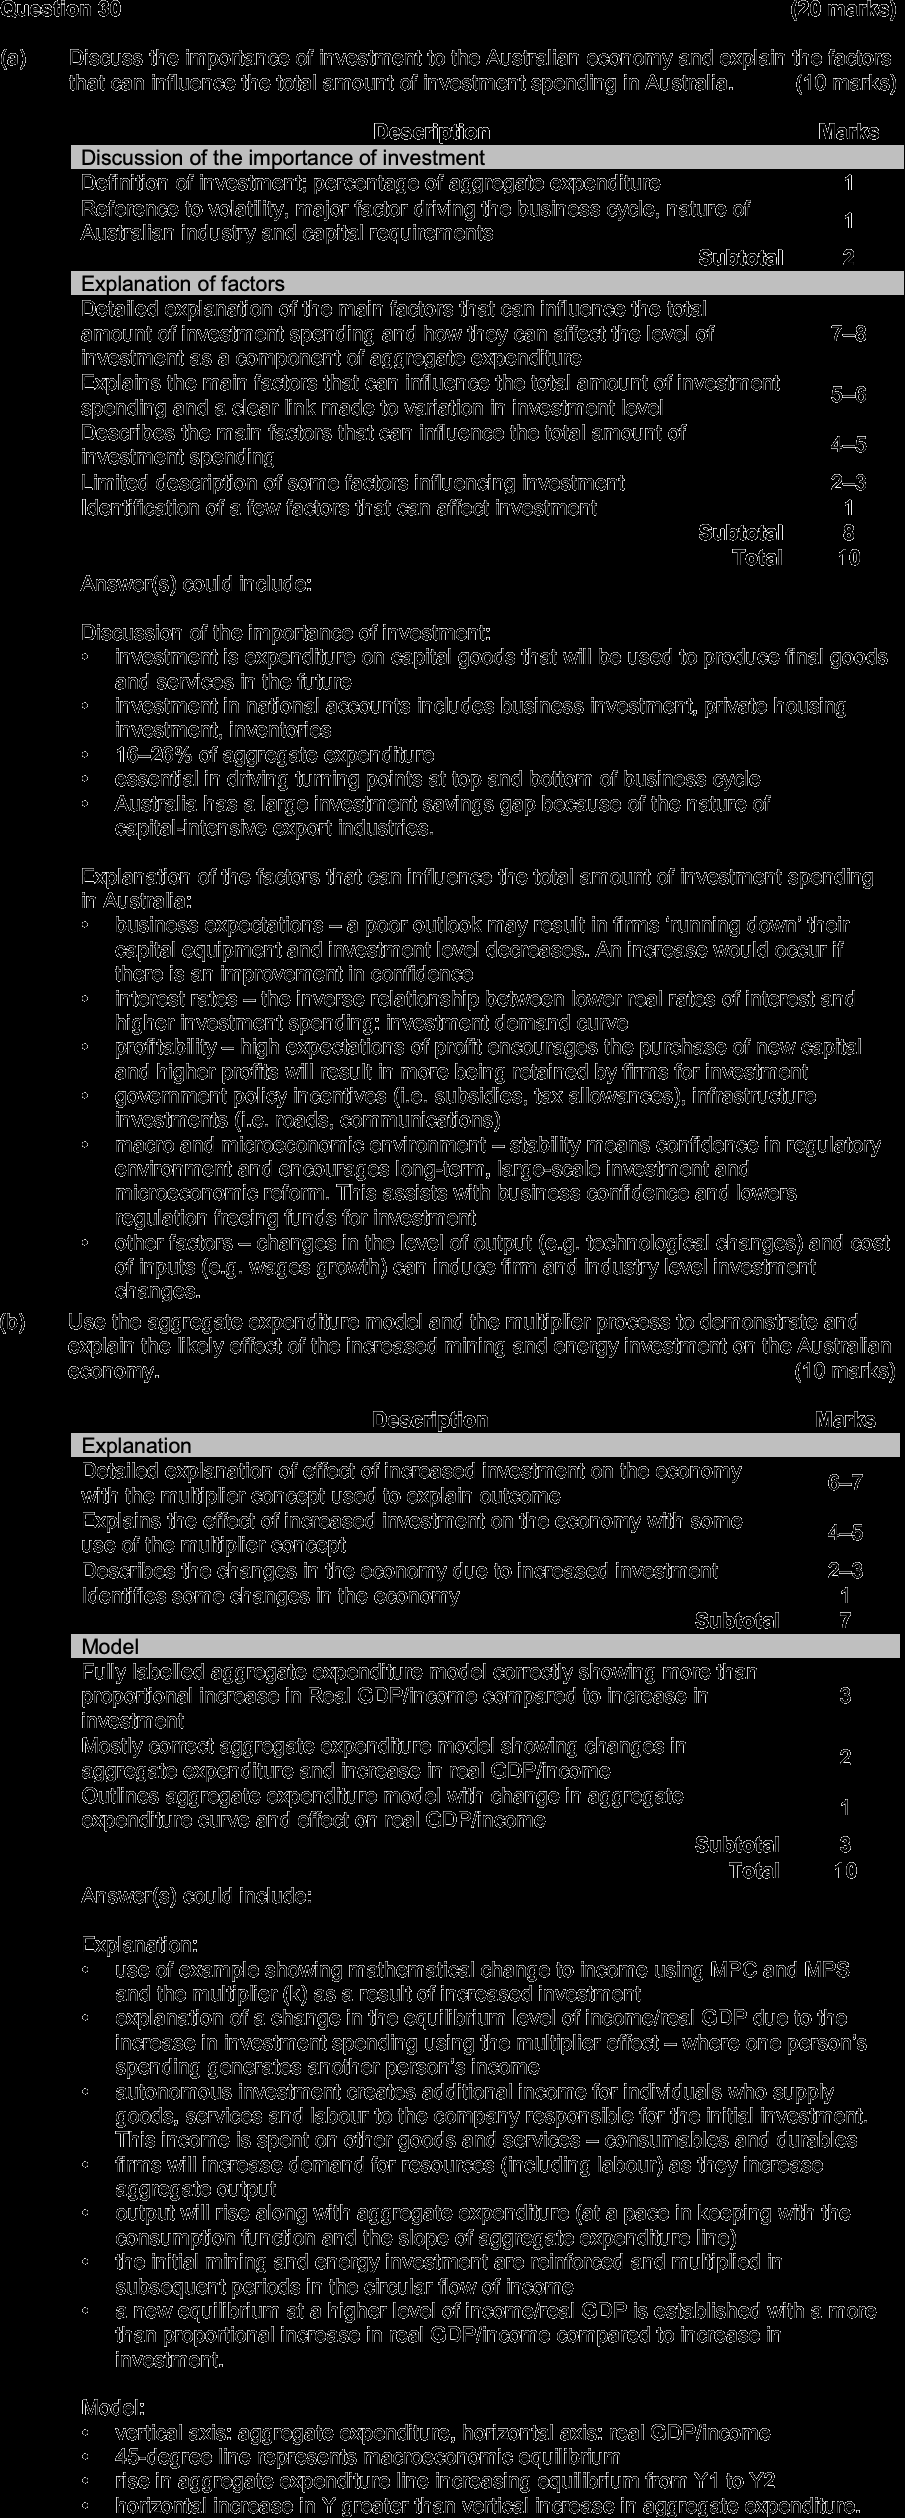 Question 30 (20 marks)
(a) Discuss the importance of investment to the Australian economy and explain the factors
that can influence the total amount of investment spending in Australia. (10 marks)
Description Marks
Discussion of the importance of investment
Definition of investment; percentage of aggregate expenditure 1
Reference to volatility, major factor driving the business cycle, nature of
Australian industry and capital requirements 1
Subtotal 2
Explanation of factors
Detailed explanation of the main factors that can influence the total
amount of investment spending and how they can affect the level of
investment as a component of aggregate expenditure 7–8
Explains the main factors that can influence the total amount of investment
spending and a clear link made to variation in investment level 5–6
Describes the main factors that can influence the total amount of
investment spending 4–5
Limited description of some factors influencing investment 2–3
Identification of a few factors that can affect investment 1
Subtotal 8
Total 10
Answer(s) could include:
Discussion of the importance of investment:
• investment is expenditure on capital goods that will be used to produce final goods
and services in the future
• investment in national accounts includes business investment, private housing
investment, inventories
• 16–26% of aggregate expenditure
• essential in driving turning points at top and bottom of business cycle
• Australia has a large investment savings gap because of the nature of
capital-intensive export industries.
Explanation of the factors that can influence the total amount of investment spending
in Australia:
• business expectations – a poor outlook may result in firms ‘running down’ their
capital equipment and investment level decreases. An increase would occur if
there is an improvement in confidence
• interest rates – the inverse relationship between lower real rates of interest and
higher investment spending: investment demand curve
• profitability – high expectations of profit encourages the purchase of new capital
and higher profits will result in more being retained by firms for investment
• government policy incentives (i.e. subsidies, tax allowances), infrastructure
investments (i.e. roads, communications)
• macro and microeconomic environment – stability means confidence in regulatory
environment and encourages long-term, large-scale investment and
microeconomic reform. This assists with business confidence and lowers
regulation freeing funds for investment
• other factors – changes in the level of output (e.g. technological changes) and cost
of inputs (e.g. wages growth) can induce firm and industry level investment
changes.
(b) Use the aggregate expenditure model and the multiplier process to demonstrate and
explain the likely effect of the increased mining and energy investment on the Australian
economy. (10 marks)
Description Marks
Explanation
Detailed explanation of effect of increased investment on the economy
with the multiplier concept used to explain outcome 6–7
Explains the effect of increased investment on the economy with some
use of the multiplier concept 4–5
Describes the changes in the economy due to increased investment 2–3
Identifies some changes in the economy 1
Subtotal 7
Model
Fully labelled aggregate expenditure model correctly showing more than
proportional increase in Real GDP/income compared to increase in
investment 3
Mostly correct aggregate expenditure model showing changes in
aggregate expenditure and increase in real GDP/income 2
Outlines aggregate expenditure model with change in aggregate
expenditure curve and effect on real GDP/income 1
Subtotal 3
Total 10
Answer(s) could include:
Explanation:
• use of example showing mathematical change to income using MPC and MPS
and the multiplier (k) as a result of increased investment
• explanation of a change in the equilibrium level of income/real GDP due to the
increase in investment spending using the multiplier effect – where one person’s
spending generates another person’s income
• autonomous investment creates additional income for individuals who supply
goods, services and labour to the company responsible for the initial investment.
This income is spent on other goods and services – consumables and durables
• firms will increase demand for resources (including labour) as they increase
aggregate output
• output will rise along with aggregate expenditure (at a pace in keeping with the
consumption function and the slope of aggregate expenditure line)
• the initial mining and energy investment are reinforced and multiplied in
subsequent periods in the circular flow of income
• a new equilibrium at a higher level of income/real GDP is established with a more
than proportional increase in real GDP/income compared to increase in
investment.
Model:
• vertical axis: aggregate expenditure, horizontal axis: real GDP/income
• 45-degree line represents macroeconomic equilibrium
• rise in aggregate expenditure line increasing equilibrium from Y1 to Y2
• horizontal increase in Y greater than vertical increase in aggregate expenditure.